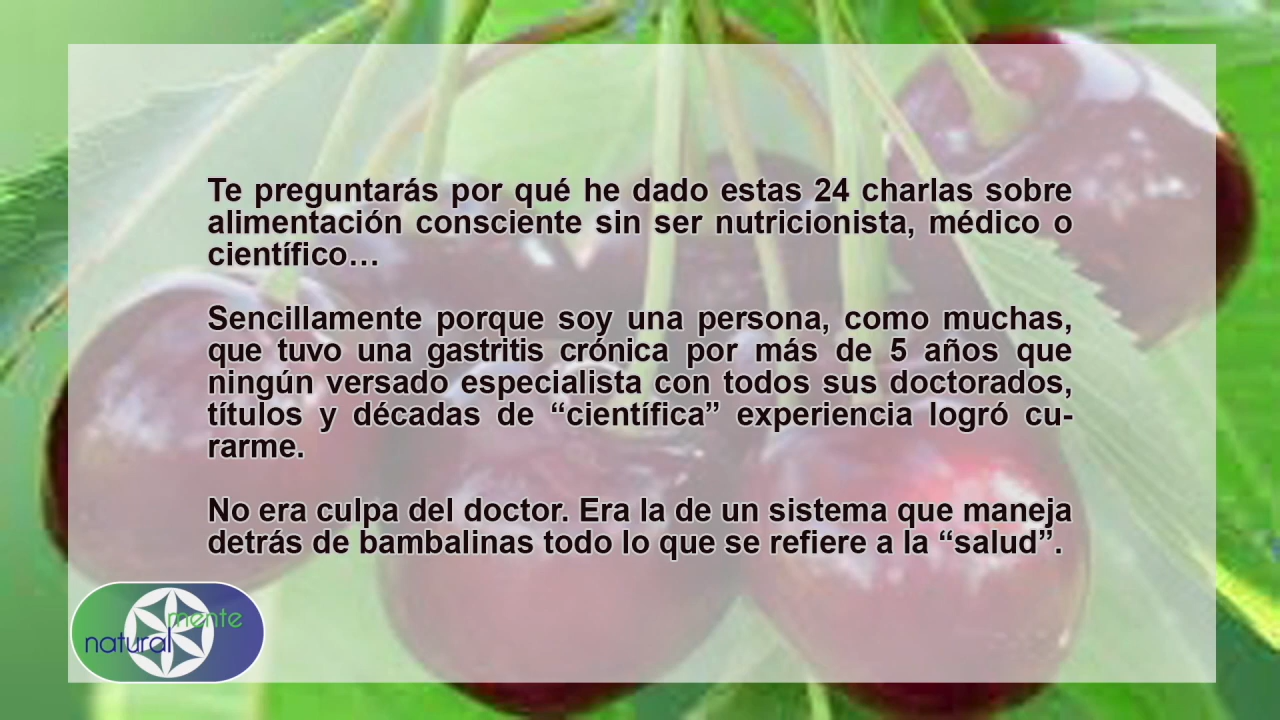 Te preguntarás por qué he dado estas 24 charlas sobre
alimentación consciente sin ser nutricionista, médico o
científico…
Sencillamente porque soy una persona, como muchas,
que tuvo una gastritis crónica por más de 5 años que
ningún versado especialista con todos sus doctorados,
títulos y décadas de “científica” experiencia logró cu-
rarme.
No era culpa del doctor. Era la de un sistema que maneja
detrás de bambalinas todo lo que se refiere a la “salud”.
natural mente